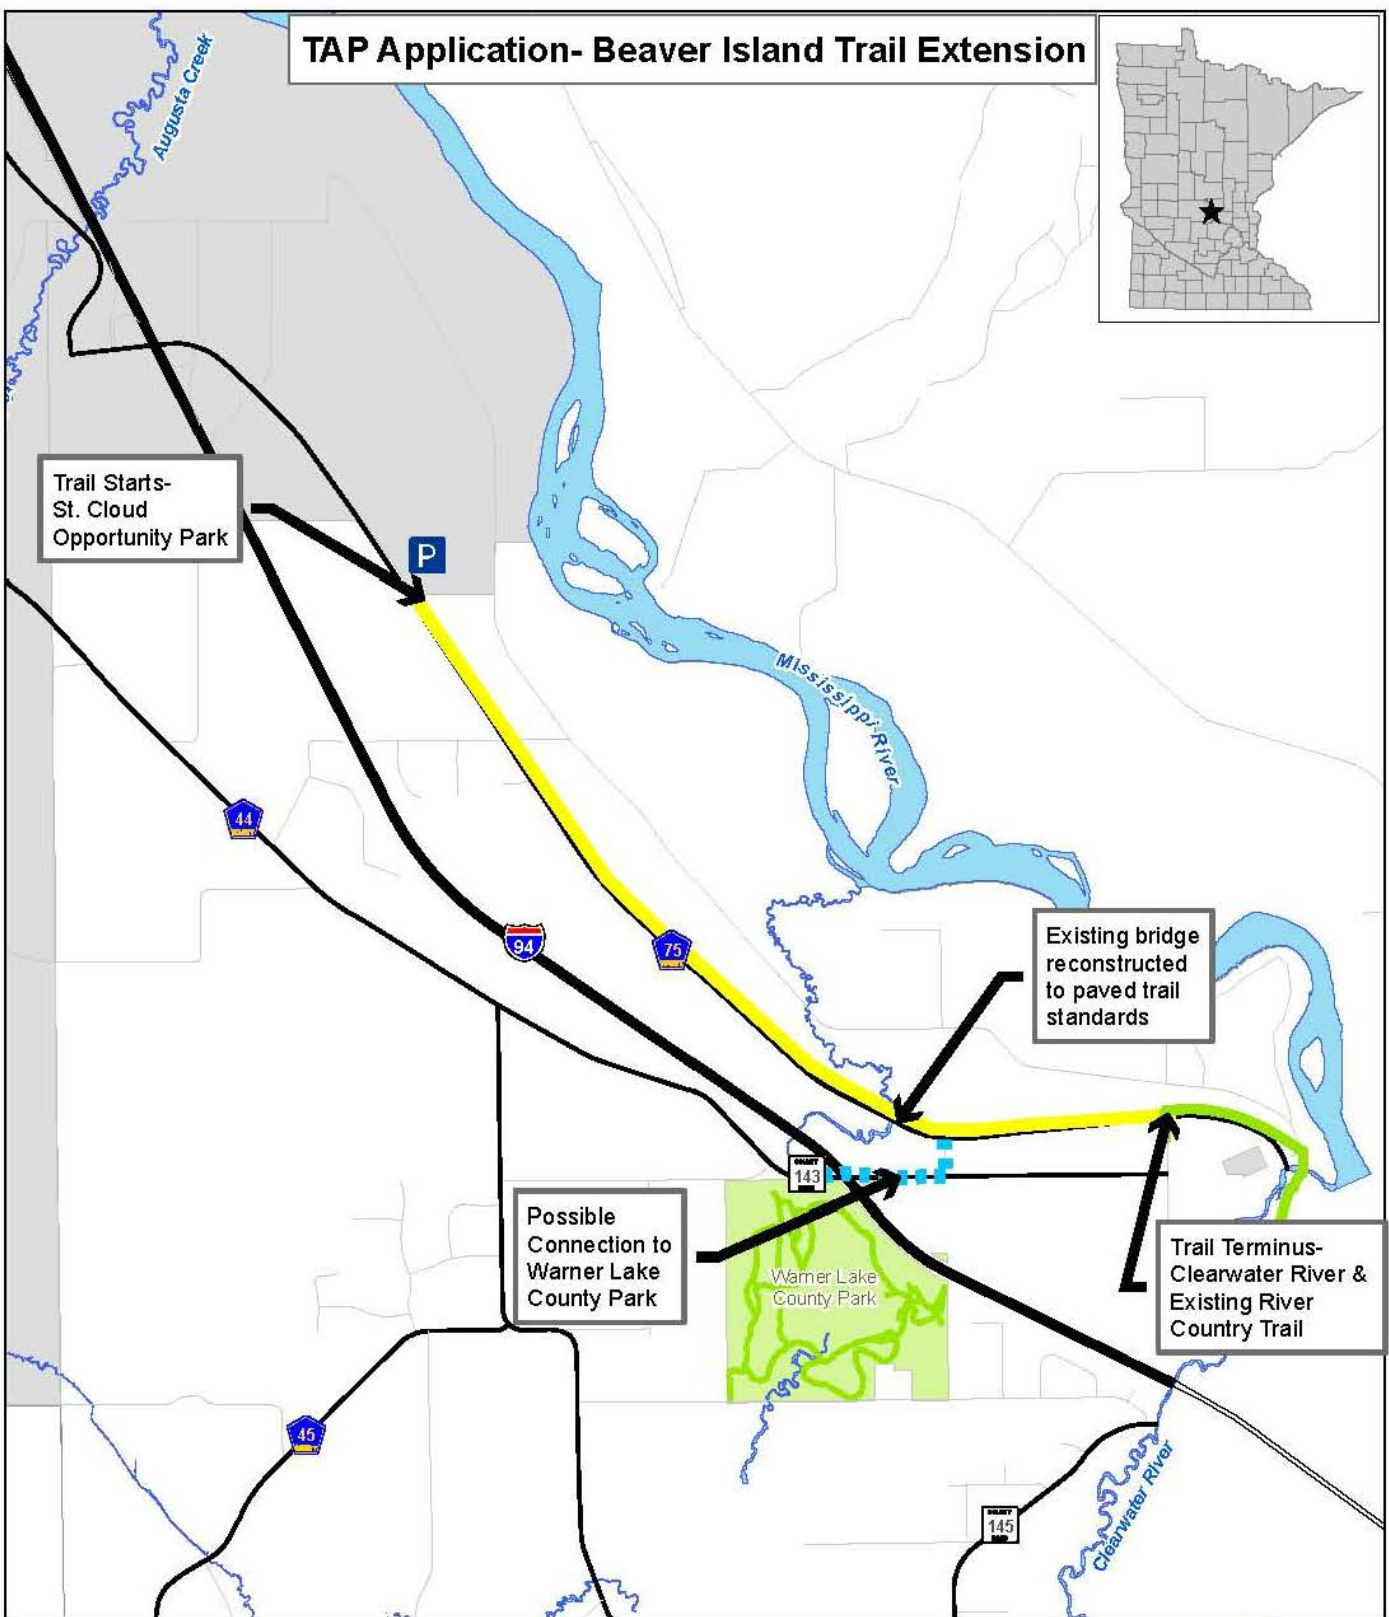 TAP Application- Beaver Island Trail Extension
Augusta Creek
Trail Starts-
St. Cloud
Opportunity Park
P
Mississippi River
44
94
75
Existing bridge
reconstructed
to paved trail
standards
143
Possible
Connection to
Warner Lake
County Park
Warner Lake
County Park
Trail Terminus-
Clearwater River &
Existing River
Country Trail
45
145
Clearwater River